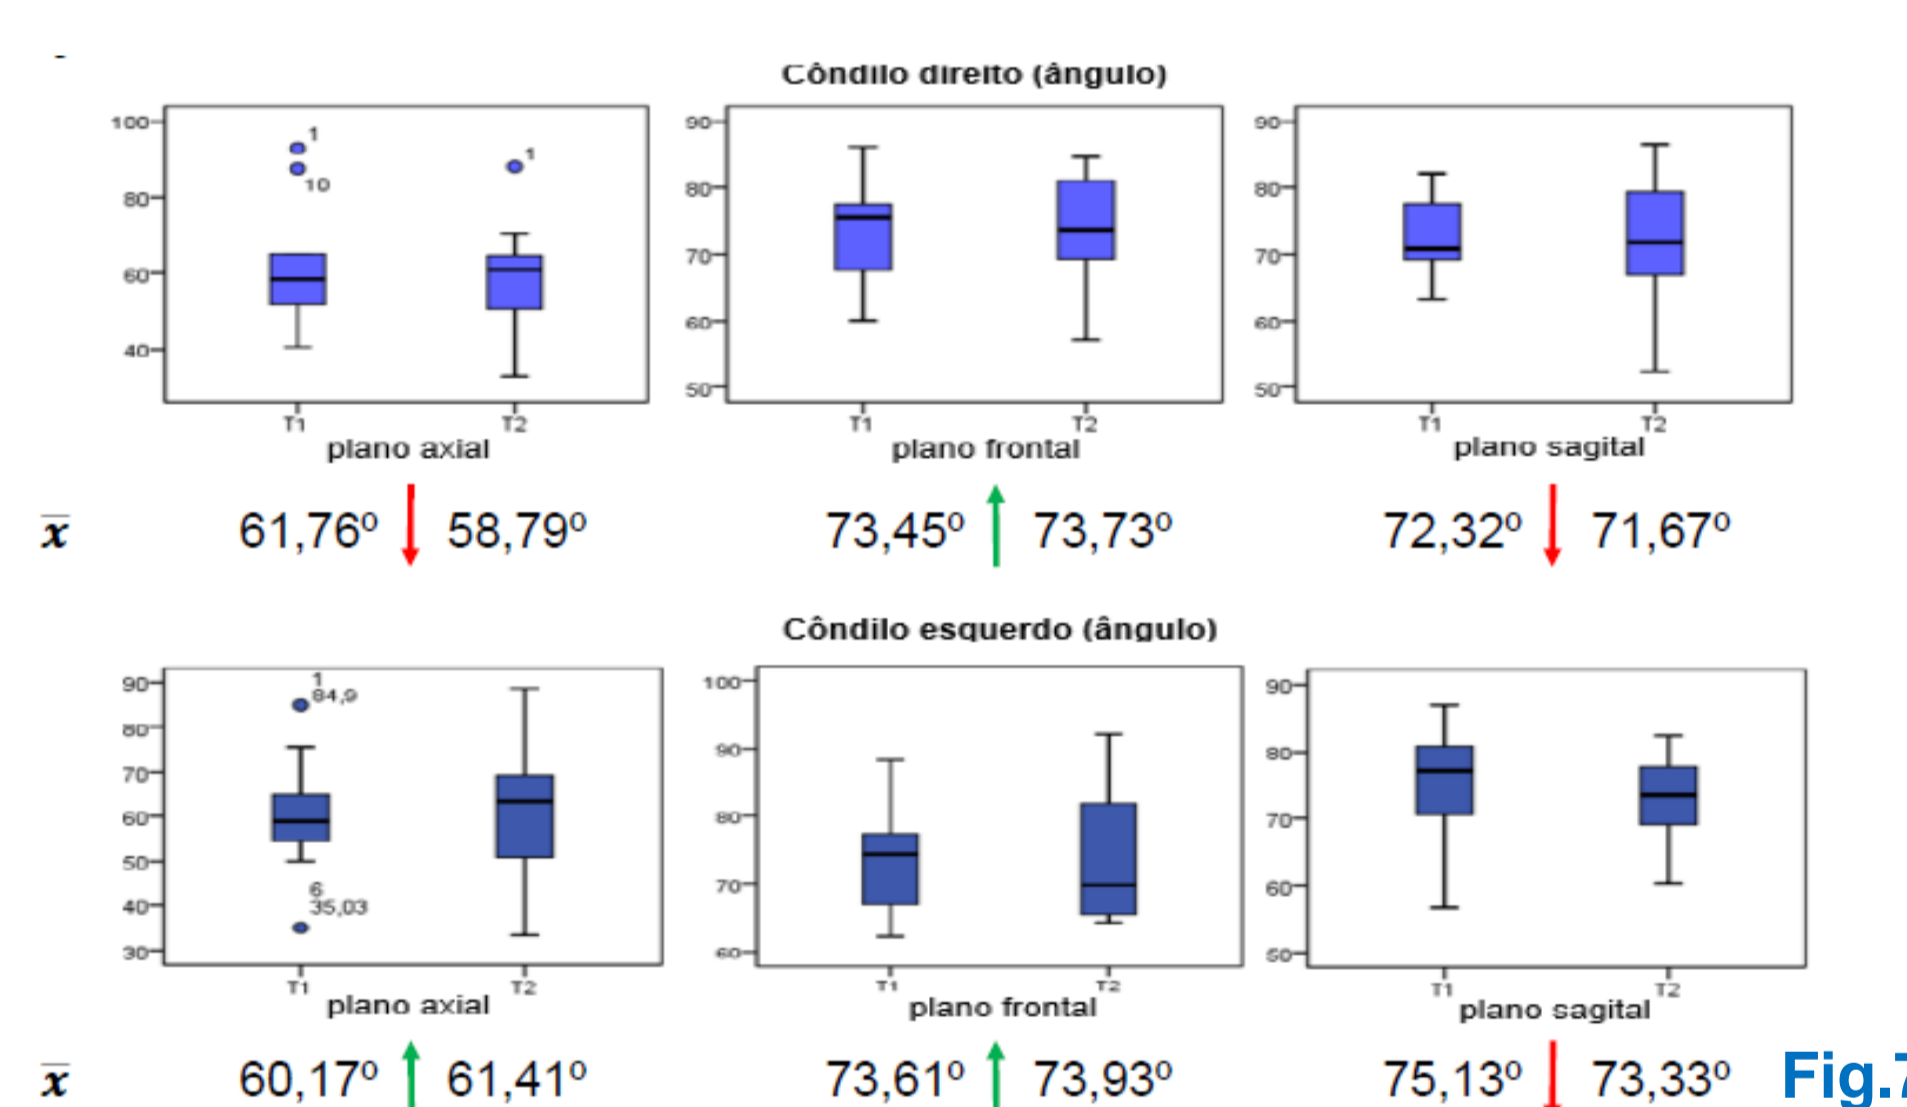 Côndilo direito (ângulo)
100 80 60 40
1
10
1
T1 T2
plano axial
90 80 70 60 50
T1 T2
plano frontal
90 80 70 60 50
T1 T2
plano sagital
x̅ 61,76º 58,79º 73,45º 73,73º 72,32º 71,67º
Côndilo esquerdo (ângulo)
90 80 70 60 50 40 30
1
84,9
6
35,03
T1 T2
plano axial
100 90 80 70 60
T1 T2
plano frontal
90 80 70 60 50
T1 T2
plano sagital
x̅ 60,17º 61,41º 73,61º 73,93º 75,13º 73,33º
Fig.7